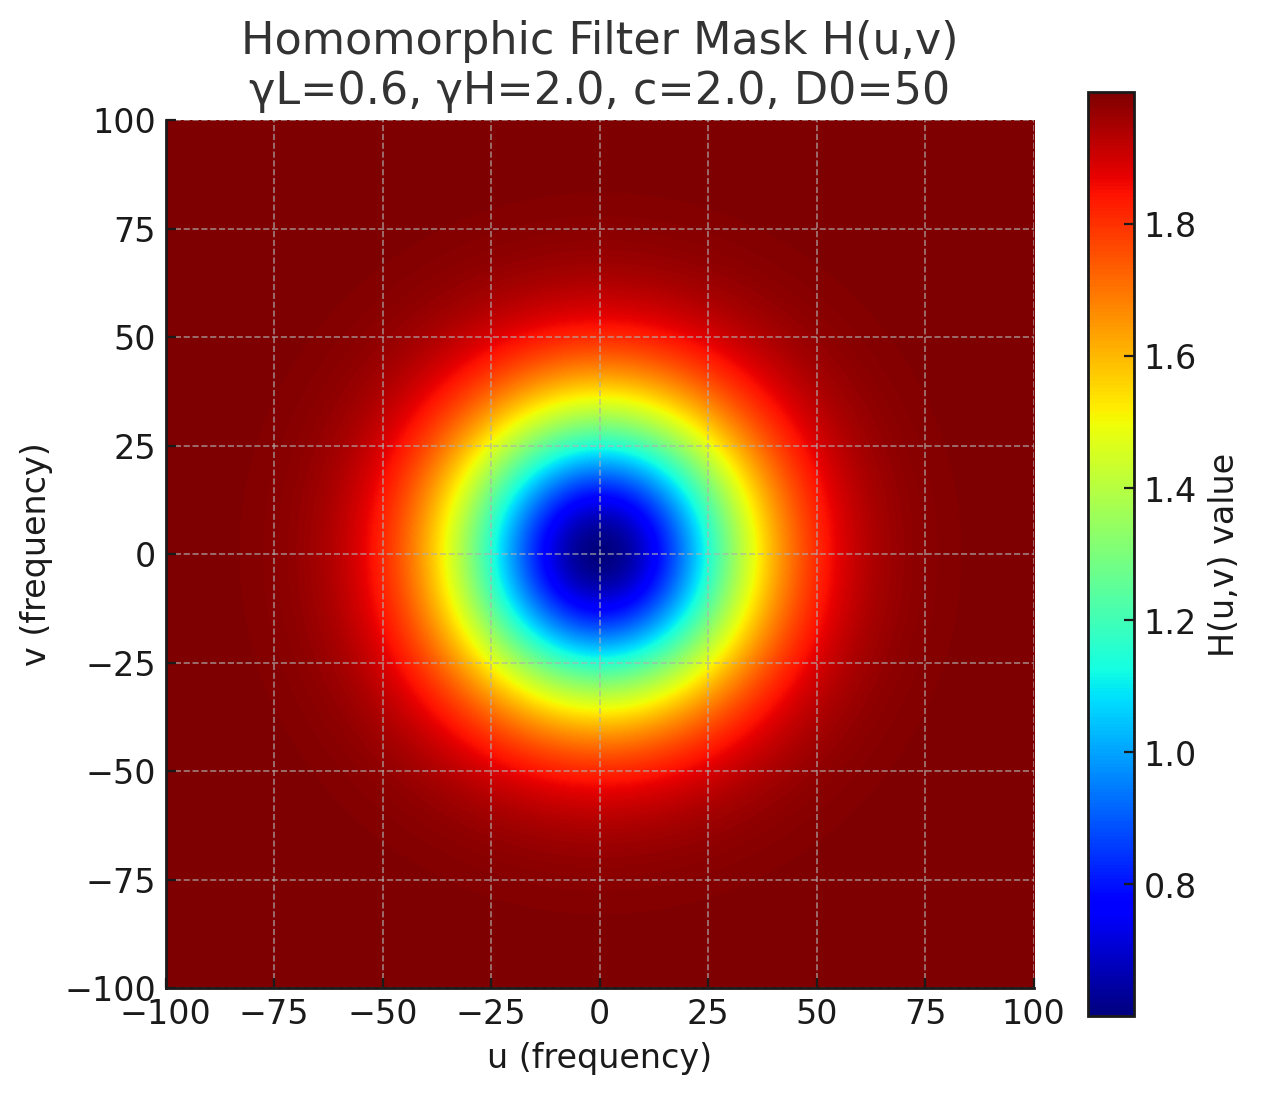 Homomorphic Filter Mask H(u,v)
γL=0.6, γH=2.0, c=2.0, D0=50
100
75
50
25
0
−25
−50
−75
−100
v (frequency)
−100 −75 −50 −25 0 25 50 75 100
u (frequency)
1.8
1.6
1.4
1.2
1.0
0.8
H(u,v) value